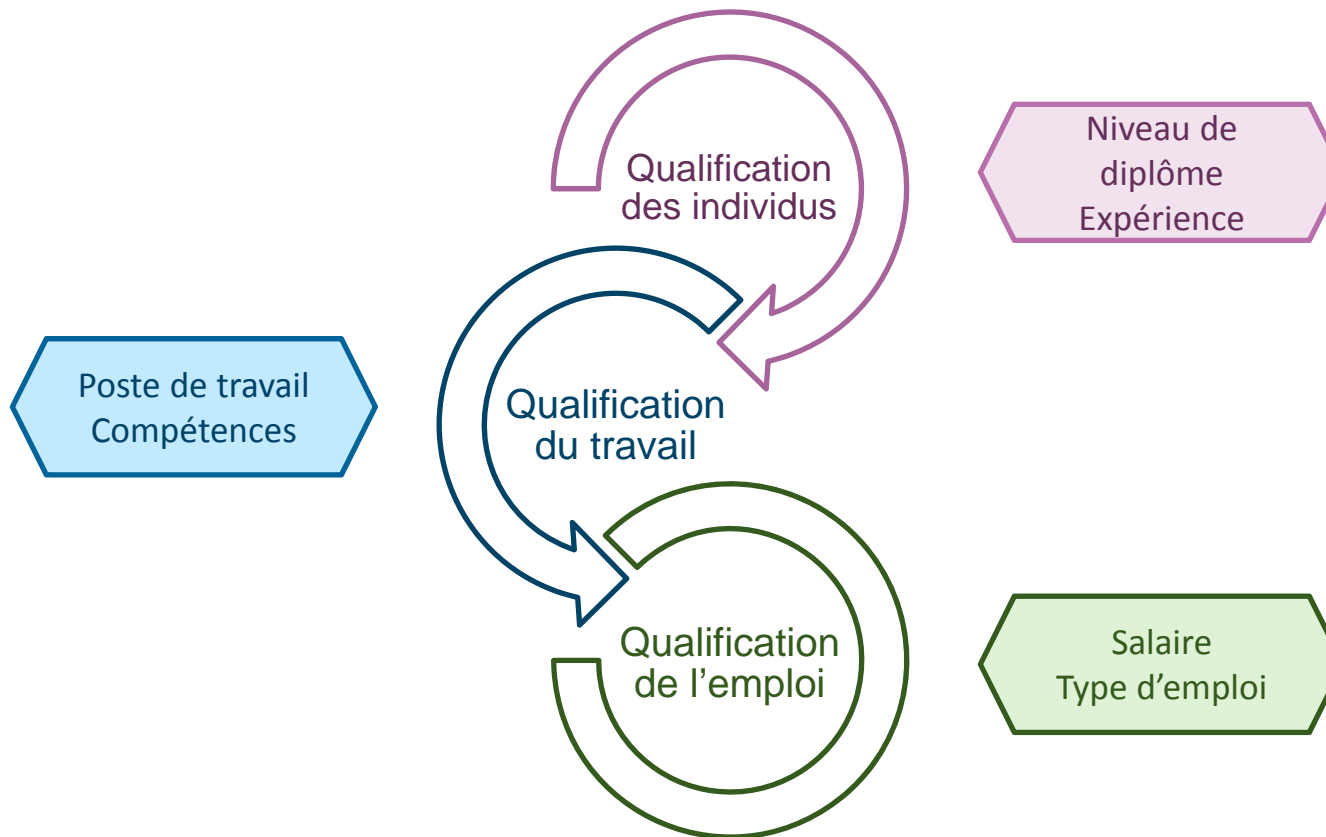 Qualification
des individus
Niveau de
diplôme
Expérience
Poste de travail
Compétences
Qualification
du travail
Qualification
de l’emploi
Salaire
Type d’emploi